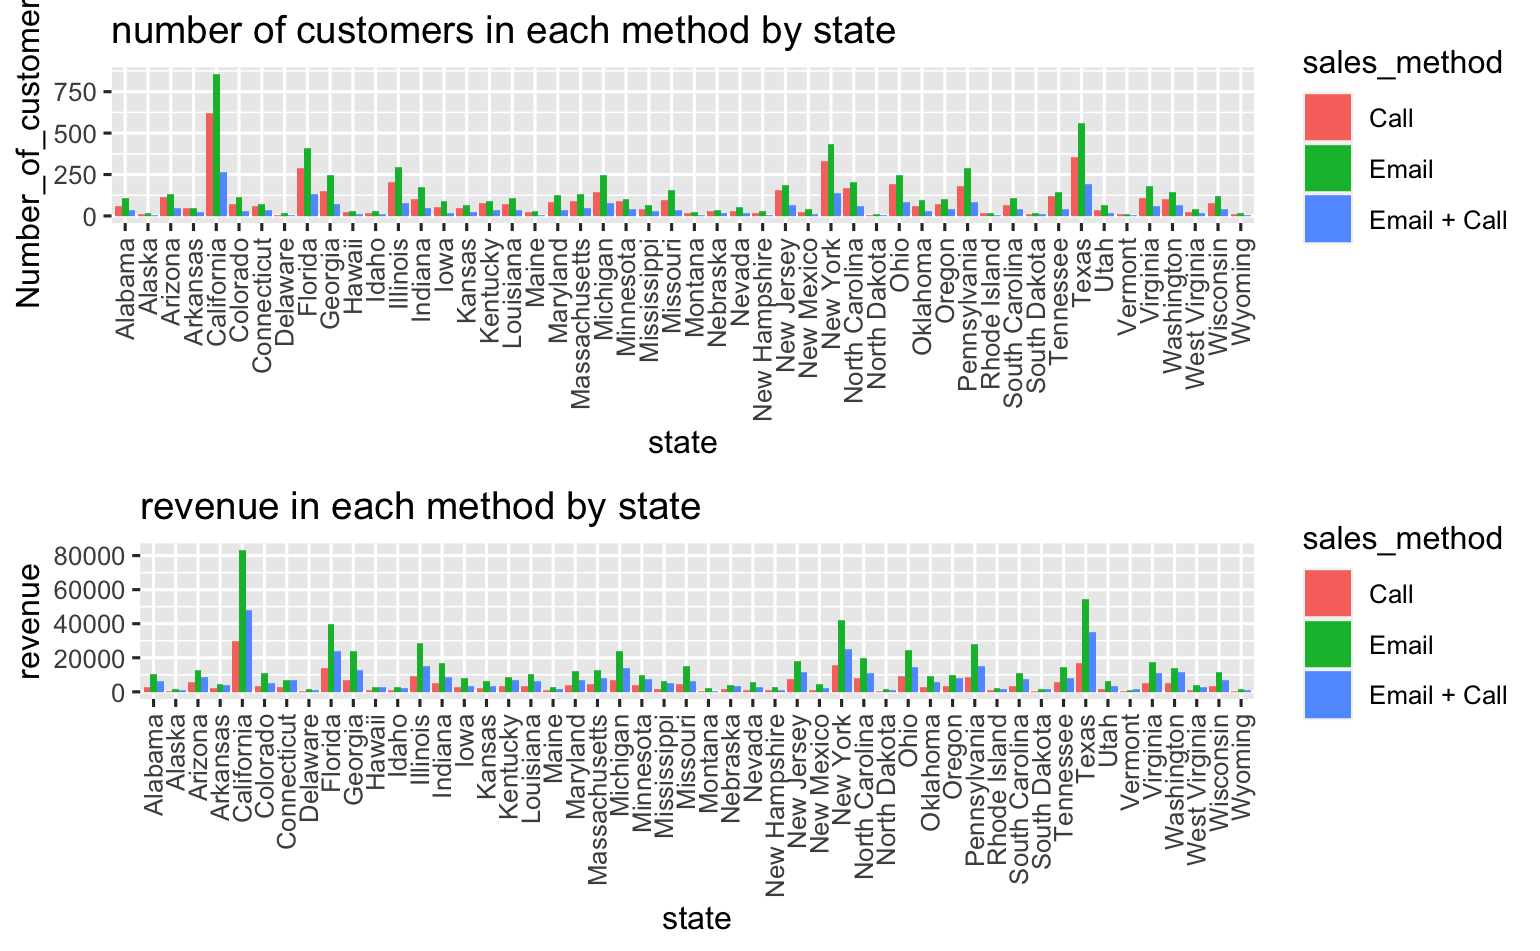 number of customers in each method by state
Number_of_customer
750
500
250
0
Alabama
Alaska
Arizona
Arkansas
California
Colorado
Connecticut
Delaware
Florida
Georgia
Hawaii
Idaho
Illinois
Indiana
Iowa
Kansas
Kentucky
Louisiana
Maine
Maryland
Massachusetts
Michigan
Minnesota
Mississippi
Missouri
Montana
Nebraska
Nevada
New Hampshire
New Jersey
New Mexico
New York
North Carolina
North Dakota
Ohio
Oklahoma
Oregon
Pennsylvania
Rhode Island
South Carolina
South Dakota
Tennessee
Texas
Utah
Vermont
Virginia
Washington
West Virginia
Wisconsin
Wyoming
state
sales_method
Call
Email
Email + Call
revenue in each method by state
revenue
80000
60000
40000
20000
0
Alabama
Alaska
Arizona
Arkansas
California
Colorado
Connecticut
Delaware
Florida
Georgia
Hawaii
Idaho
Illinois
Indiana
Iowa
Kansas
Kentucky
Louisiana
Maine
Maryland
Massachusetts
Michigan
Minnesota
Mississippi
Missouri
Montana
Nebraska
Nevada
New Hampshire
New Jersey
New Mexico
New York
North Carolina
North Dakota
Ohio
Oklahoma
Oregon
Pennsylvania
Rhode Island
South Carolina
South Dakota
Tennessee
Texas
Utah
Vermont
Virginia
Washington
West Virginia
Wisconsin
Wyoming
state
sales_method
Call
Email
Email + Call